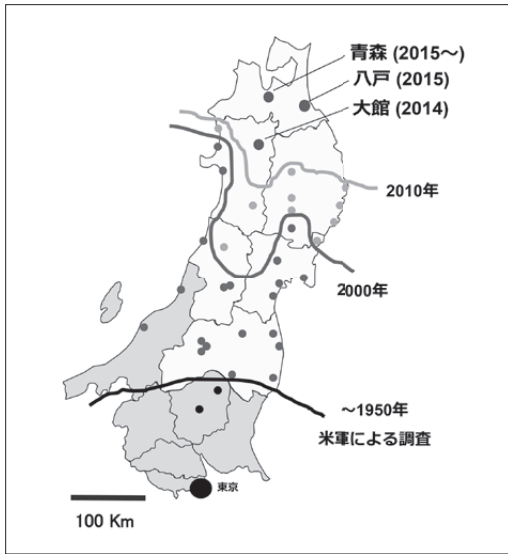 青森 (2015～)
八戸 (2015)
大館 (2014)
2010年
2000年
～1950年
米軍による調査
東京
100 Km